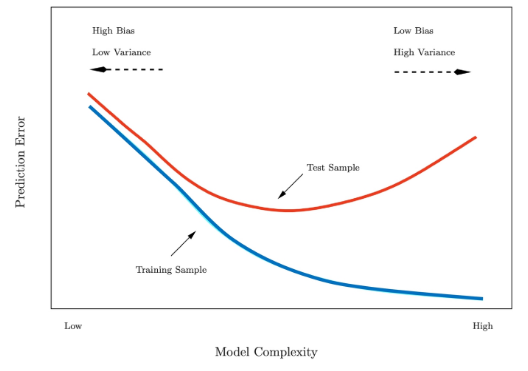 High Bias
Low Variance
Low Bias
High Variance
Prediction Error
Test Sample
Training Sample
Low
High
Model Complexity